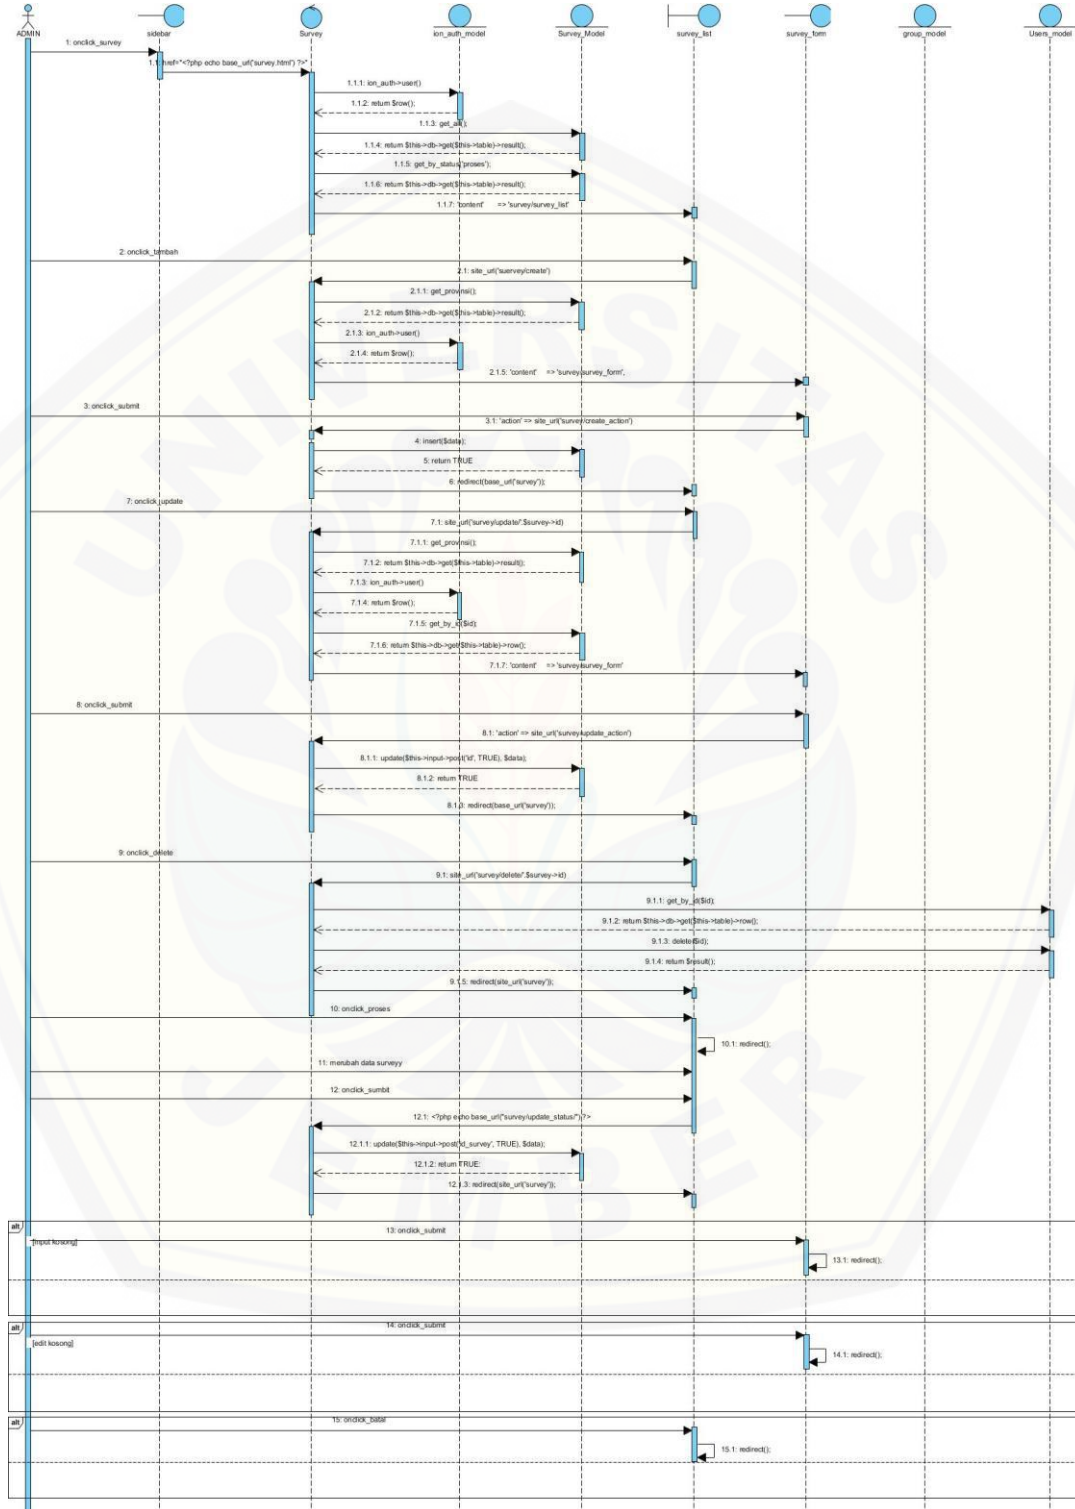 ADMIN
sidebar
Survey
ion_auth_model
Survey_Model
survey_list
survey_form
group_model
Users_model
1: onclick_survey
1.1: href="<?php echo base_url('survey.html') ?>"
1.1.1: ion_auth->user()
1.1.2: return $row();
1.1.3: get_all();
1.1.4: return $this->db->get($this->table)->result();
1.1.5: get_by_status('proses');
1.1.6: return $this->db->get($this->table)->result();
1.1.7: 'content' => 'survey/survey_list'
2: onclick_tambah
2.1: site_url('suervey/create')
2.1.1: get_provinsi();
2.1.2: return $this->db->get($this->table)->result();
2.1.3: ion_auth->user()
2.1.4: return $row();
2.1.5: 'content' => 'survey/survey_form',
3: onclick_submit
3.1: 'action' => site_url('survey/create_action')
4: insert($data);
5: return TRUE
6: redirect(base_url('survey'));
7: onclick_update
7.1: site_url('survey/update/'.$survey->id)
7.1.1: get_provinsi();
7.1.2: return $this->db->get($this->table)->result();
7.1.3: ion_auth->user()
7.1.4: return $row();
7.1.5: get_by_id($id);
7.1.6: return $this->db->get($this->table)->row();
7.1.7: 'content' => 'survey/survey_form'
8: onclick_submit
8.1: 'action' => site_url('survey/update_action')
8.1.1: update($this->input->post('id', TRUE), $data);
8.1.2: return TRUE
8.1.3: redirect(base_url('survey'));
9: onclick_delete
9.1: site_url('survey/delete/'.$survey->id)
9.1.1: get_by_id($id);
9.1.2: return $this->db->get($this->table)->row();
9.1.3: delete($id);
9.1.4: return $result();
9.1.5: redirect(site_url('survey'));
10: onclick_proses
10.1: redirect();
11: merubah data surveyy
12: onclick_sumbit
12.1: <?php echo base_url("survey/update_status/") ?>
12.1.1: update($this->input->post('id_survey', TRUE), $data);
12.1.2: return TRUE;
12.1.3: redirect(site_url('survey'));
alt
13: onclick_submit
[input kosong]
13.1: redirect();
alt
14: onclick_submit
[edit kosong]
14.1: redirect();
alt
15: onclick_batal
15.1: redirect();
UNIVERSITAS
JEMBER